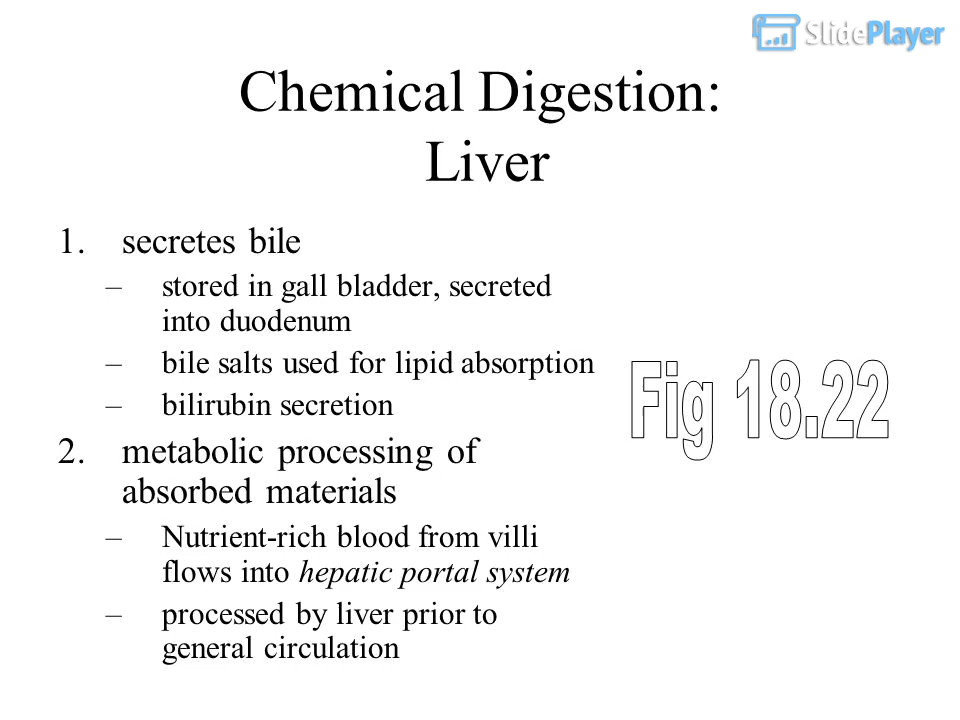 SlidePlayer
Chemical Digestion:
Liver
1. secretes bile
– stored in gall bladder, secreted
into duodenum
– bile salts used for lipid absorption
– bilirubin secretion
2. metabolic processing of
absorbed materials
– Nutrient-rich blood from villi
flows into hepatic portal system
– processed by liver prior to
general circulation
Fig 18.22